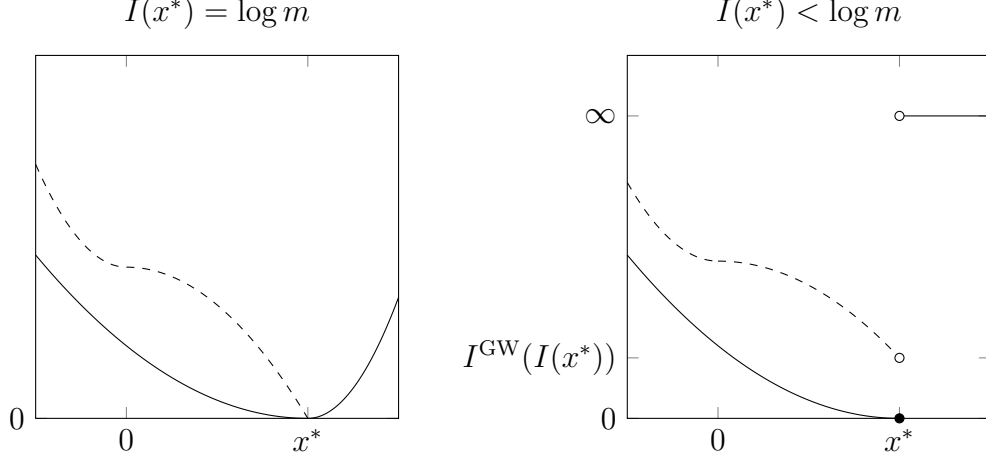 I(x*) = log m
0
0
x*
I(x*) < log m
∞
I^GW(I(x*))
0
0
x*